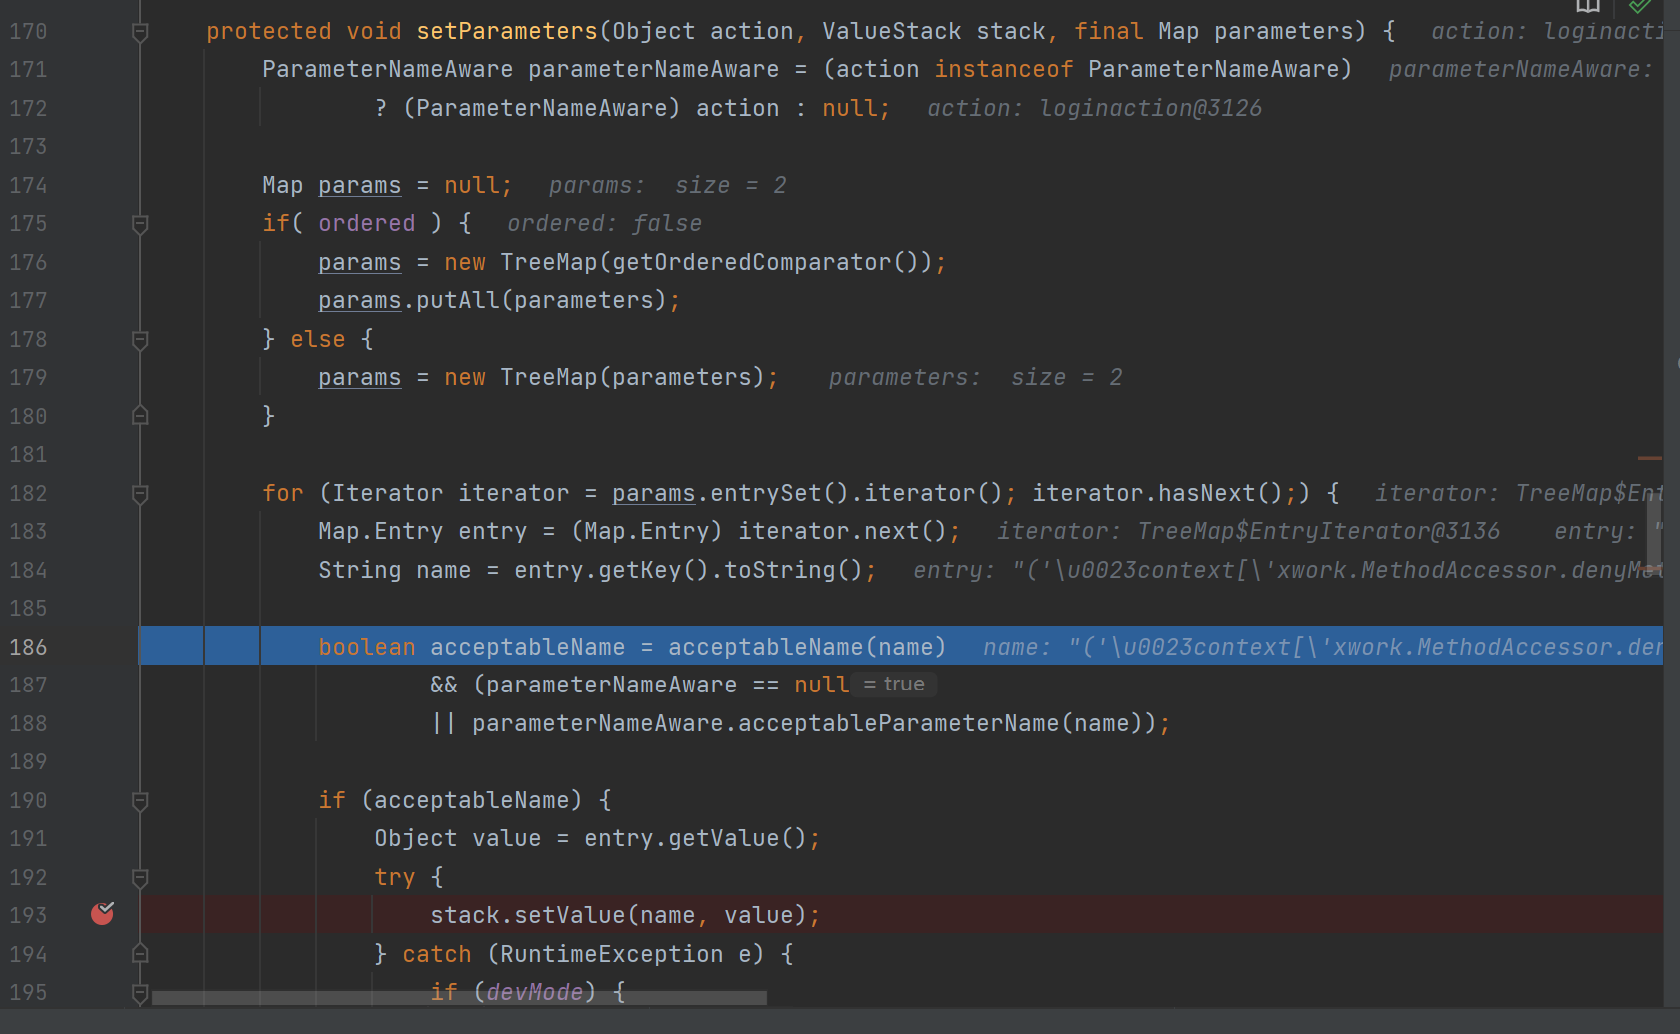 170 protected void setParameters(Object action, ValueStack stack, final Map parameters) { action: loginacti
171 ParameterNameAware parameterNameAware = (action instanceof ParameterNameAware) parameterNameAware:
172 ? (ParameterNameAware) action : null; action: loginaction@3126
173
174 Map params = null; params: size = 2
175 if( ordered ) { ordered: false
176 params = new TreeMap(getOrderedComparator());
177 params.putAll(parameters);
178 } else {
179 params = new TreeMap(parameters); parameters: size = 2
180 }
181
182 for (Iterator iterator = params.entrySet().iterator(); iterator.hasNext();) { iterator: TreeMap$Ent
183 Map.Entry entry = (Map.Entry) iterator.next(); iterator: TreeMap$EntryIterator@3136 entry: "
184 String name = entry.getKey().toString(); entry: "('\u0023context[\'xwork.MethodAccessor.denyMet
185
186 boolean acceptableName = acceptableName(name) name: "('\u0023context[\'xwork.MethodAccessor.den
187 && (parameterNameAware == null = true
188 || parameterNameAware.acceptableParameterName(name));
189
190 if (acceptableName) {
191 Object value = entry.getValue();
192 try {
193 stack.setValue(name, value);
194 } catch (RuntimeException e) {
195 if (devMode) {